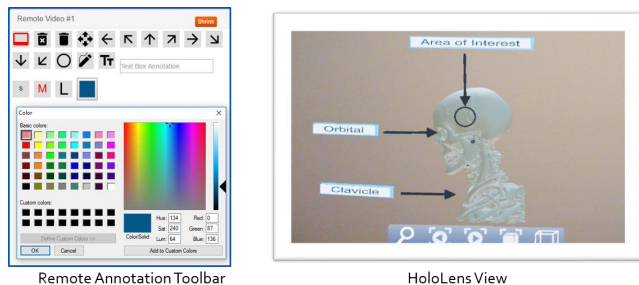 Remote Video #1
Shrink
Tт
Text Box Annotation
S M L
Color
Basic colors:
Custom colors:
Define Custom Colors >>
OK Cancel
Color|Solid
Hue: 134 Red: 0
Sat: 240 Green: 87
Lum: 64 Blue: 136
Add to Custom Colors
Remote Annotation Toolbar
Area of Interest
Orbital
Clavicle
HoloLens View